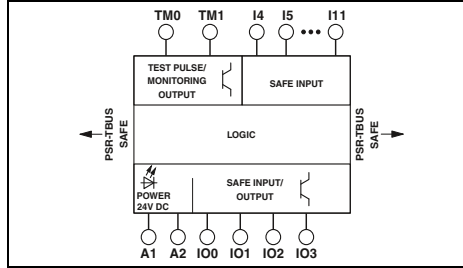 TM0 TM1 I4 I5 ••• I11
TEST PULSE/
MONITORING
OUTPUT
SAFE INPUT
PSR-TBUS
SAFE
LOGIC
PSR-TBUS
SAFE
POWER
24V DC
SAFE INPUT/
OUTPUT
A1 A2 IO0 IO1 IO2 IO3